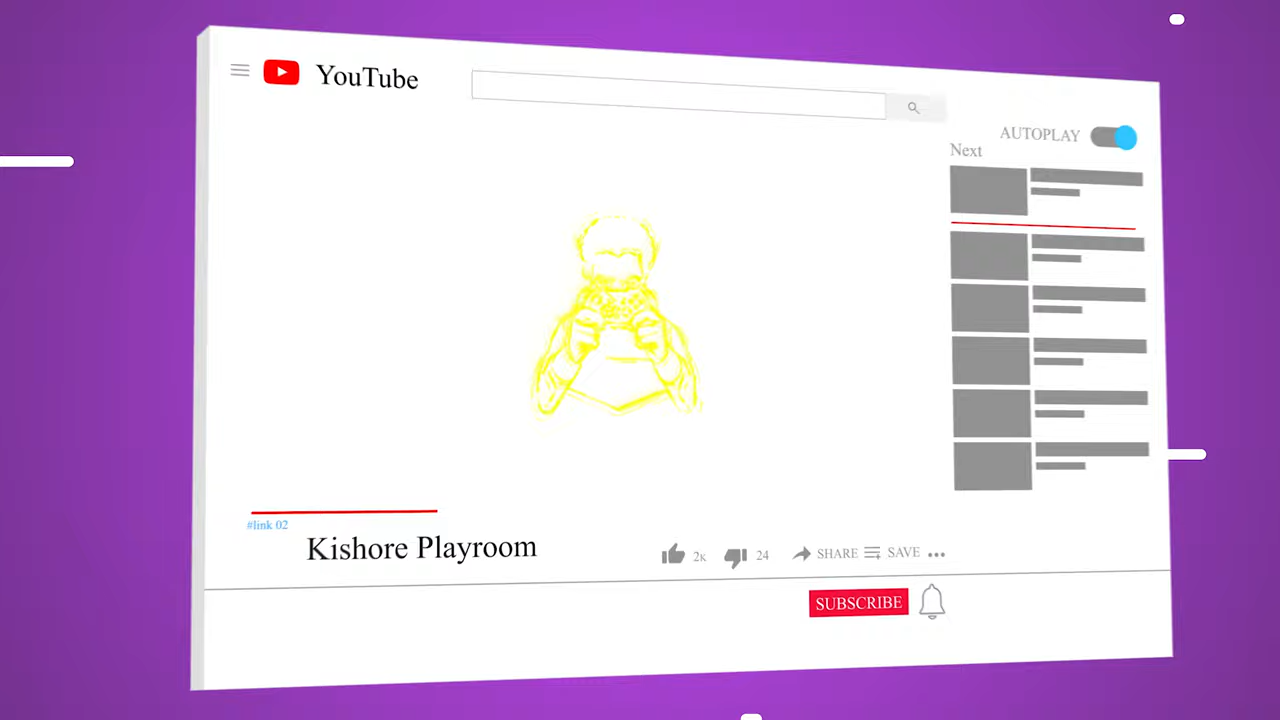 YouTube
AUTOPLAY
Next
#link 02
Kishore Playroom
2K
24
SHARE
SAVE
SUBSCRIBE